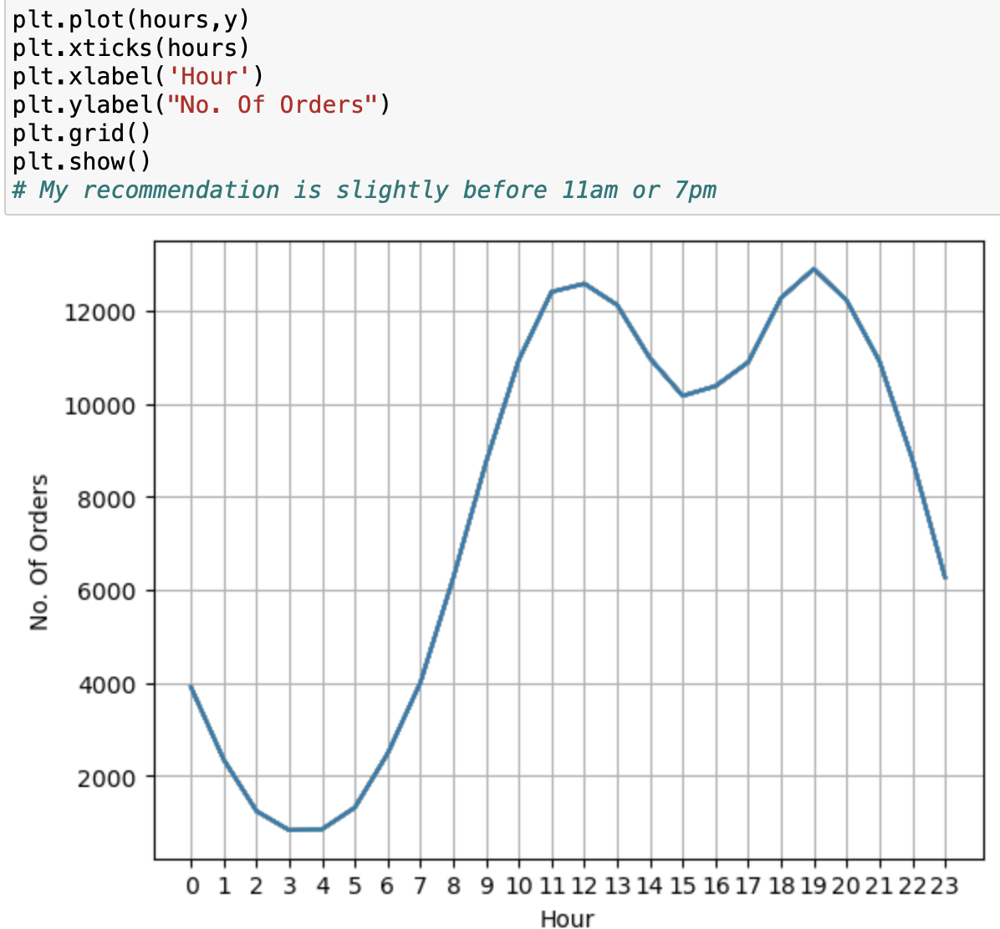 plt.plot(hours,y)
plt.xticks(hours)
plt.xlabel('Hour')
plt.ylabel("No. Of Orders")
plt.grid()
plt.show()
# My recommendation is slightly before 11am or 7pm
12000
10000
8000
6000
4000
2000
No. Of Orders
0 1 2 3 4 5 6 7 8 9 10 11 12 13 14 15 16 17 18 19 20 21 22 23
Hour